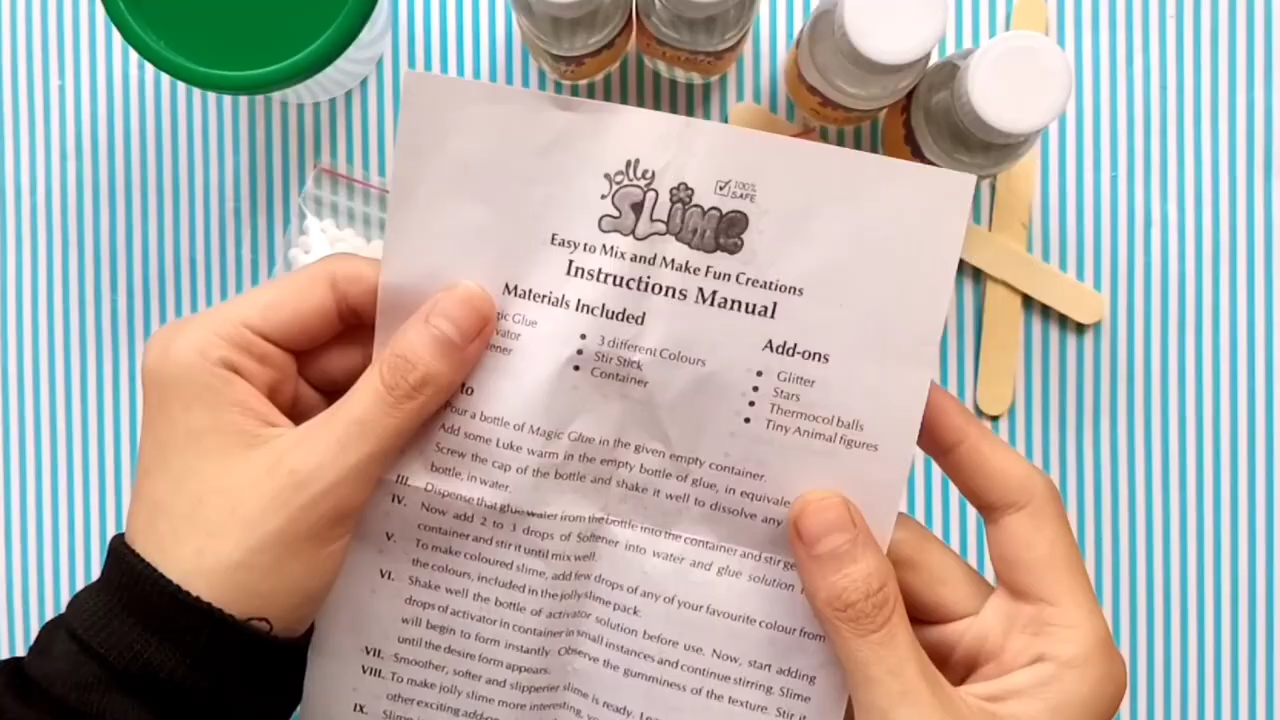 Jolly
SLIME
100%
SAFE
Easy to Mix and Make Fun Creations
Instructions Manual
Materials Included
Glue
3 different Colours
Stir Stick
Container
Add-ons
Glitter
Stars
Thermocol balls
Tiny Animal figures
to
Pour a bottle of Magic Glue in the given empty container.
Add some Luke warm in the empty bottle of glue, in
Screw the cap of the bottle and shake it well to dissolve any
bottle, in water.
III. Dispense that glue water from the bottle into the container and stir
IV. Now add 2 to 3 drops of Softener into water and glue solution
container and stir it until mix well.
V. To make coloured slime, add few drops of any of your favourite colour from
the colours, included in the jolly slime pack.
VI. Shake well the bottle of activator solution before use. Now, start adding
drops of activator in container in small instances and continue stirring. Slime
will begin to form instantly. Observe the gumminess of the texture. Stir it
until the desire form appears.
VII. Smoother, softer and slippener slime is ready.
VIII. To make jolly slime more interesting,
other exciting
IX.